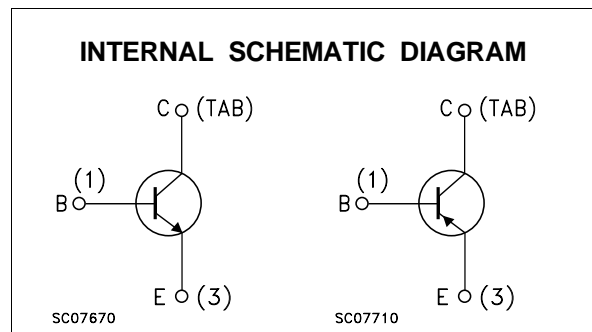 INTERNAL SCHEMATIC DIAGRAM
C (TAB)
C (TAB)
(1)
B
(1)
B
E (3)
E (3)
SC07670
SC07710